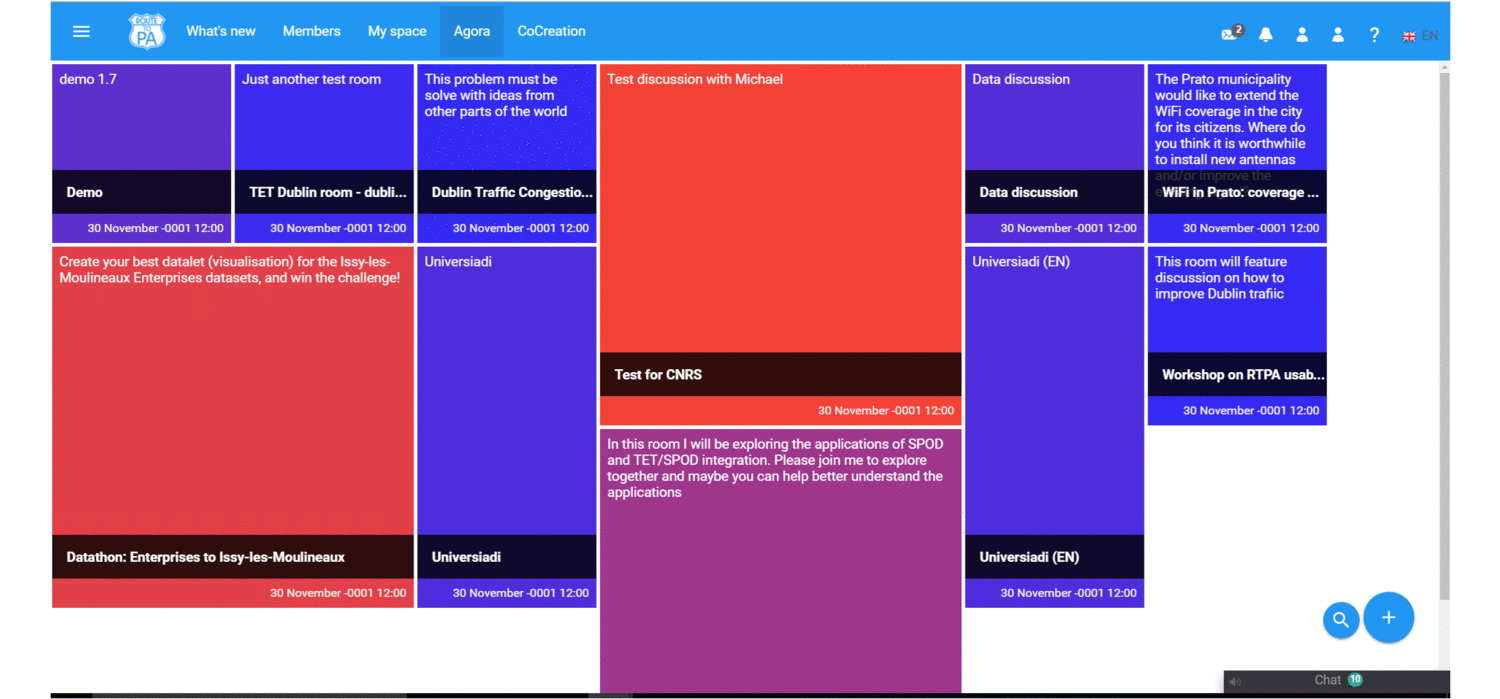 ROUTE
TO
PA
What's new
Members
My space
Agora
CoCreation
2
?
EN
demo 1.7
Demo
30 November -0001 12:00
Just another test room
TET Dublin room - dubli...
30 November -0001 12:00
This problem must be
solve with ideas from
other parts of the world
Dublin Traffic Congestio...
30 November -0001 12:00
Test discussion with Michael
Test for CNRS
30 November -0001 12:00
Data discussion
Data discussion
30 November -0001 12:00
The Prato municipality
would like to extend the
WiFi coverage in the city
for its citizens. Where do
you think it is worthwhile
to install new antennas
and/or improve the
WiFi in Prato: coverage ...
30 November -0001 12:00
Create your best datalet (visualisation) for the Issy-les-
Moulineaux Enterprises datasets, and win the challenge!
Datathon: Enterprises to Issy-les-Moulineaux
30 November -0001 12:00
Universiadi
Universiadi
30 November -0001 12:00
In this room I will be exploring the applications of SPOD
and TET/SPOD integration. Please join me to explore
together and maybe you can help better understand the
applications
Universiadi (EN)
Universiadi (EN)
30 November -0001 12:00
This room will feature
discussion on how to
improve Dublin trafiic
Workshop on RTPA usab...
30 November -0001 12:00
+
Chat 10